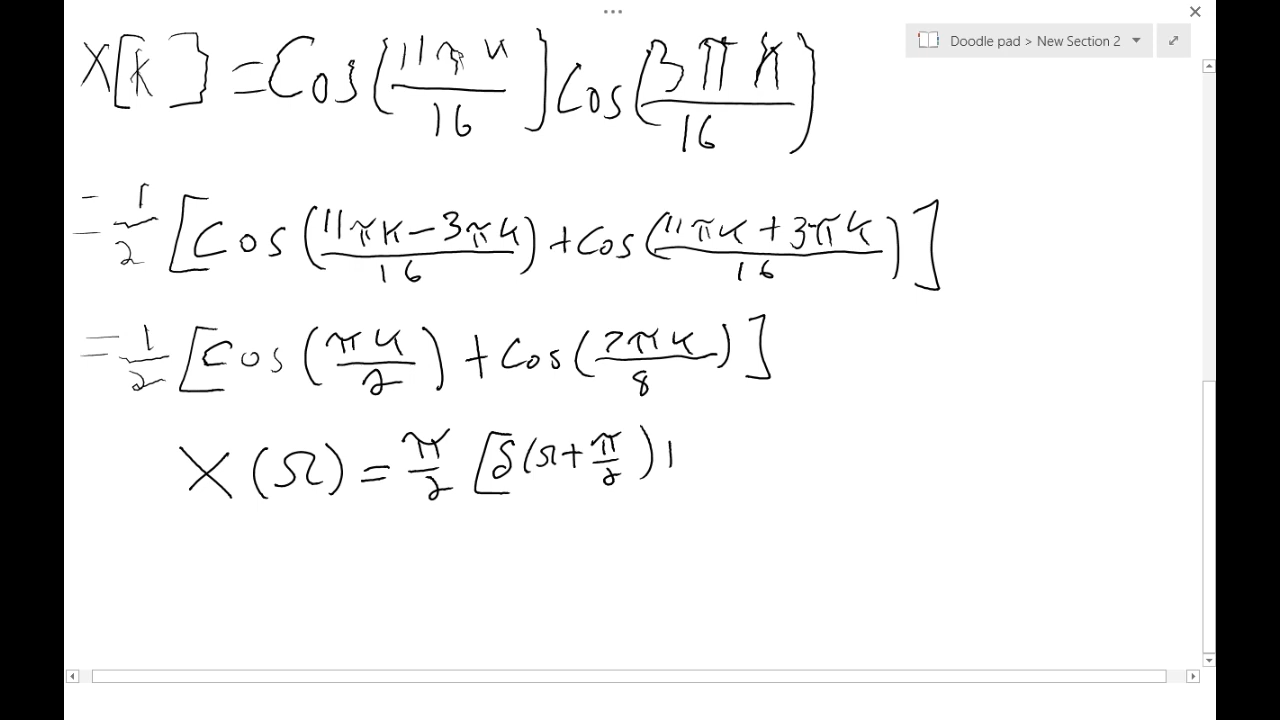 Doodle pad > New Section 2
X[k] = Cos(11πk/16) Cos(3πk/16)
= 1/2 [Cos((11πk-3πk)/16) + Cos((11πk+3πk)/16)]
= 1/2 [Cos(πk/2) + Cos(7πk/8)]
X(Ω) = π/2 [δ(Ω+π/2) I